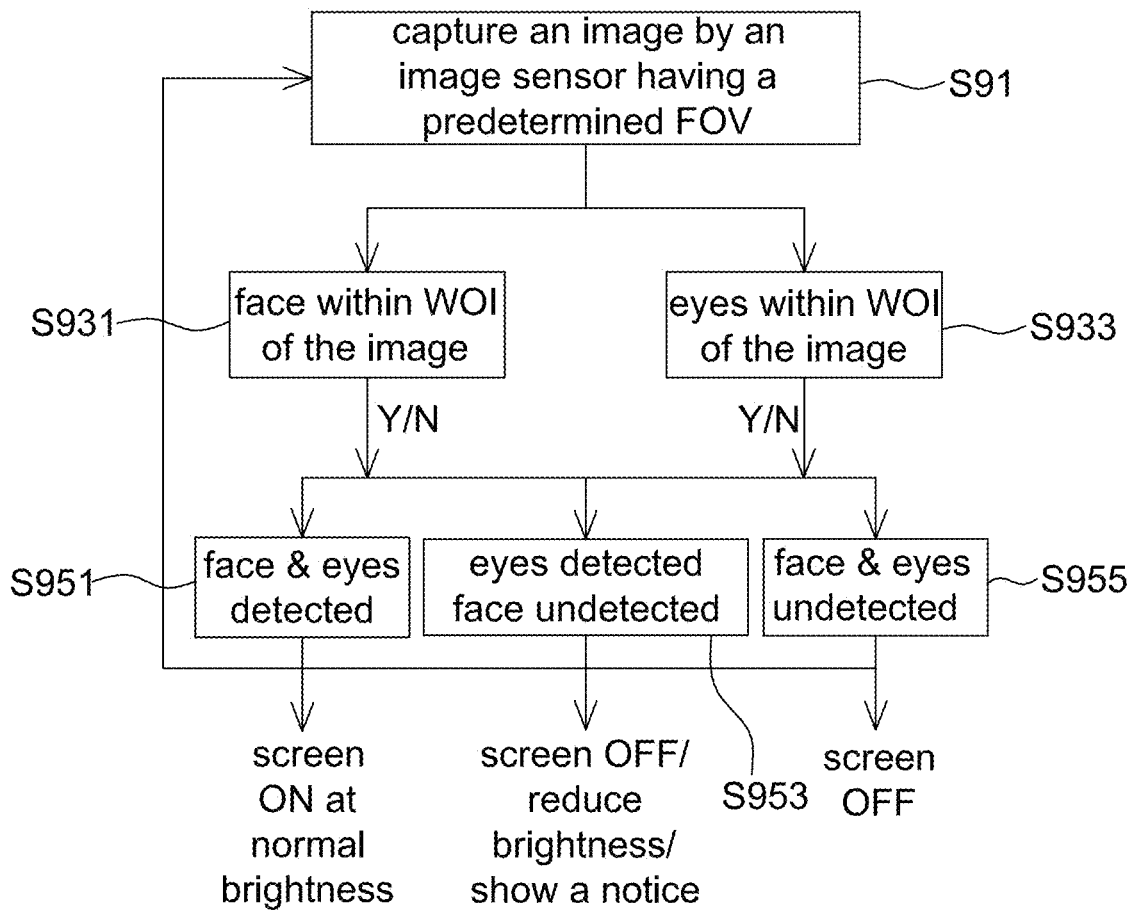 capture an image by an
image sensor having a
predetermined FOV
S91
face within WOI
of the image
S931
eyes within WOI
of the image
S933
Y/N
Y/N
face & eyes
detected
S951
eyes detected
face undetected
S953
face & eyes
undetected
S955
screen
ON at
normal
brightness
screen OFF/
reduce
brightness/
show a notice
screen
OFF